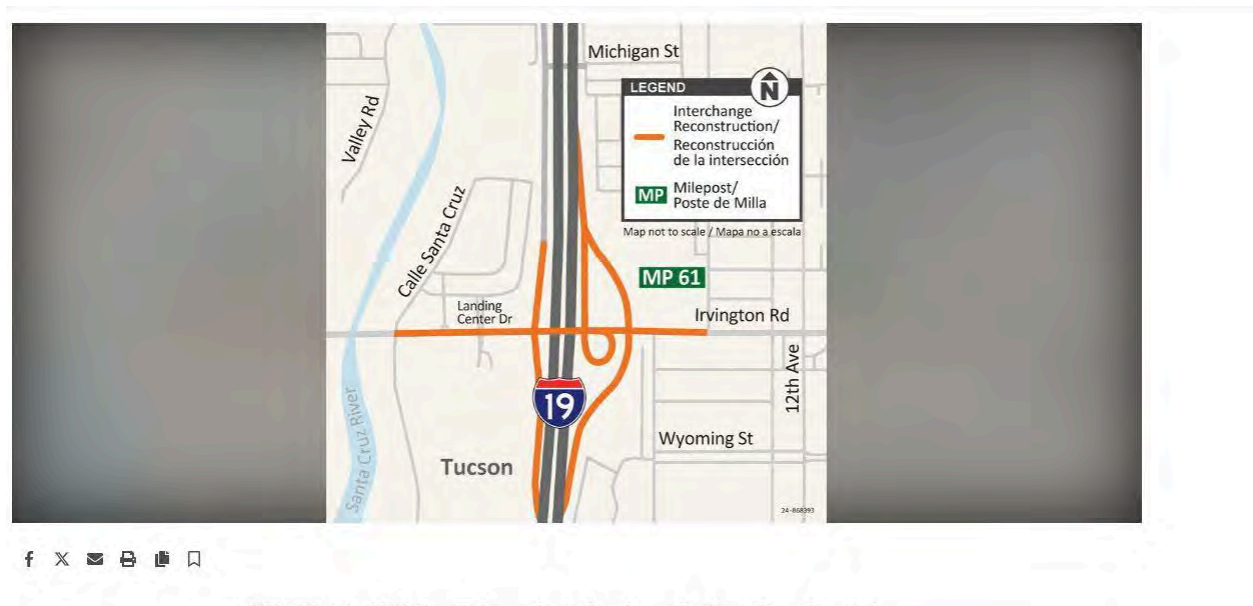 Michigan St
LEGEND
N
Interchange
Reconstruction/
Reconstrucción
de la intersección
MP
Milepost/
Poste de Milla
Map not to scale / Mapa no a escala
Valley Rd
Calle Santa Cruz
MP 61
Landing
Center Dr
Irvington Rd
12th Ave
19
Santa Cruz River
Wyoming St
Tucson
24-868393